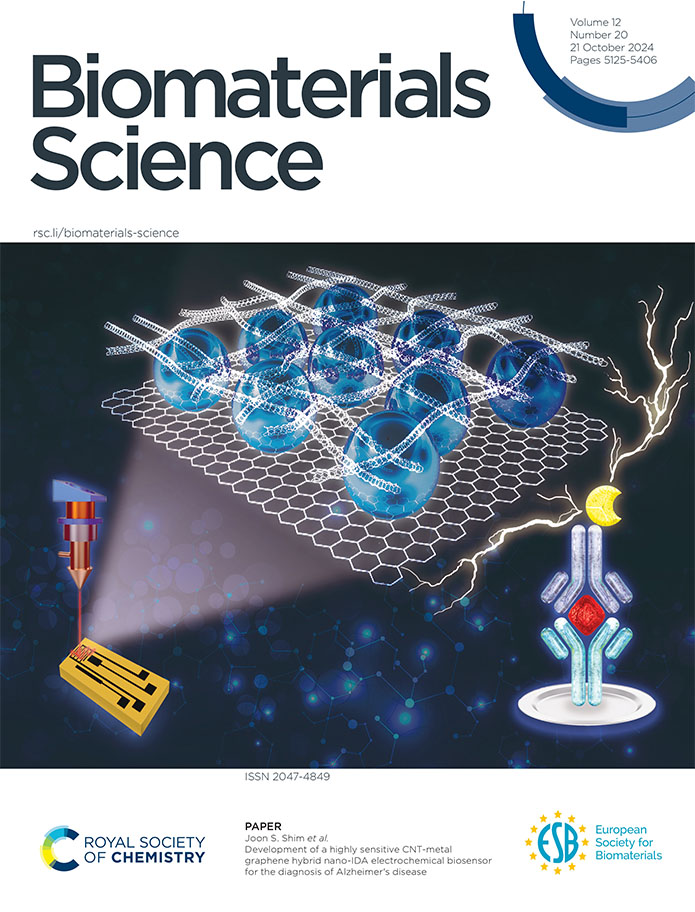 Volume 12
Number 20
21 October 2024
Pages 5125-5406
Biomaterials
Science
rsc.li/biomaterials-science
ISSN 2047-4849
ROYAL SOCIETY
OF CHEMISTRY
PAPER
Joon S. Shim et al.
Development of a highly sensitive CNT-metal
graphene hybrid nano-IDA electrochemical biosensor
for the diagnosis of Alzheimer's disease
ESB
European
Society for
Biomaterials